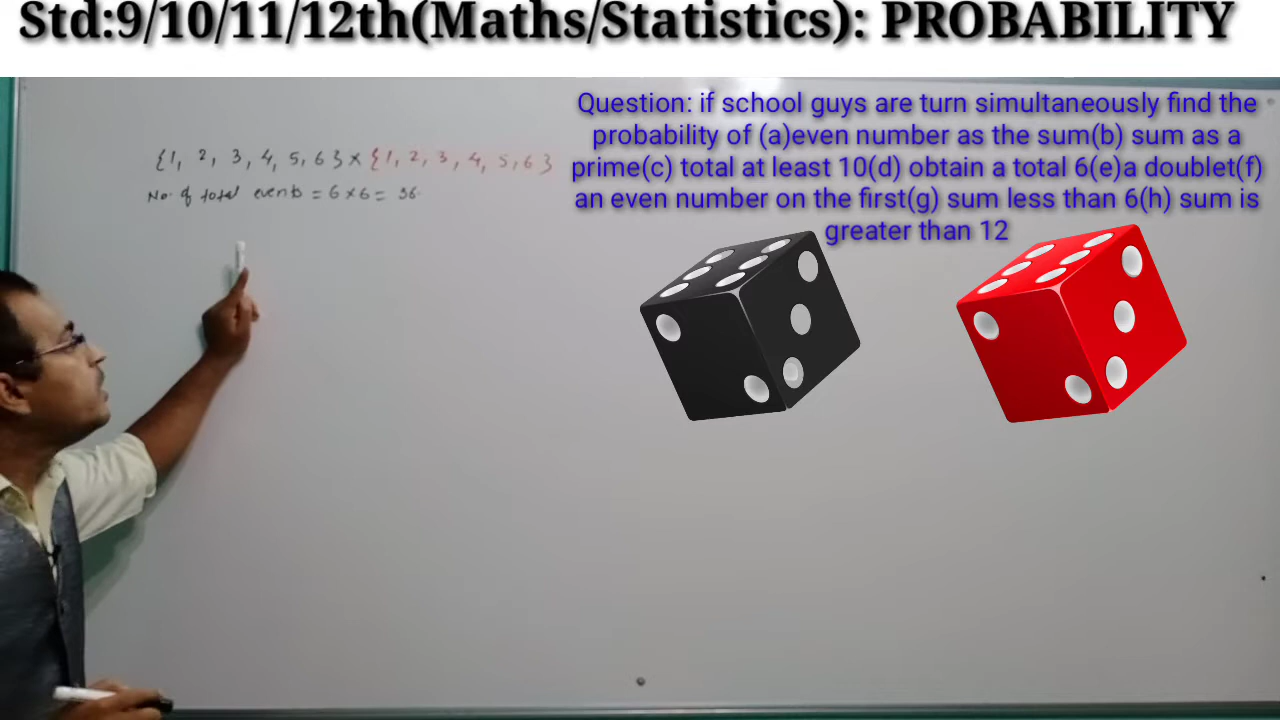 Std:9/10/11/12th(Maths/Statistics): PROBABILITY
Question: if school guys are turn simultaneously find the
probability of (a)even number as the sum(b) sum as a
prime(c) total at least 10(d) obtain a total 6(e)a doublet(f)
an even number on the first(g) sum less than 6(h) sum is
greater than 12
{1, 2, 3, 4, 5, 6} × {1, 2, 3, 4, 5, 6}
No. of total events = 6 × 6 = 36